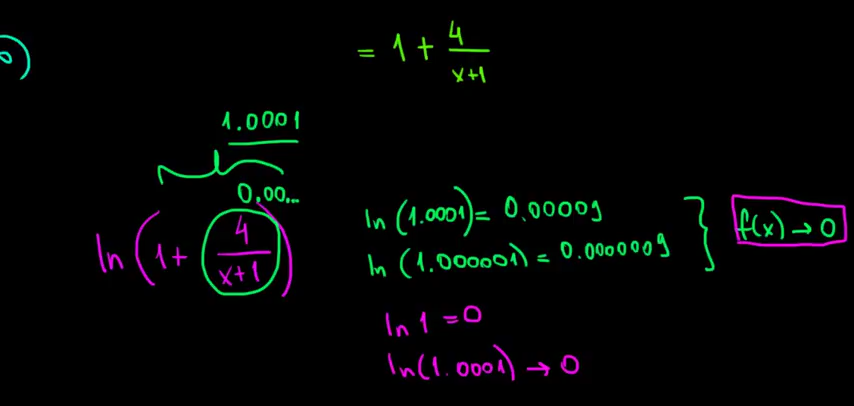 = 1 + 4/(x+1)
1.0001
0,00...
ln (1 + 4/(x+1))
ln (1.0001) = 0.00009
ln (1.000001) = 0.0000009
f(x) → 0
ln 1 = 0
ln(1.0001) → 0